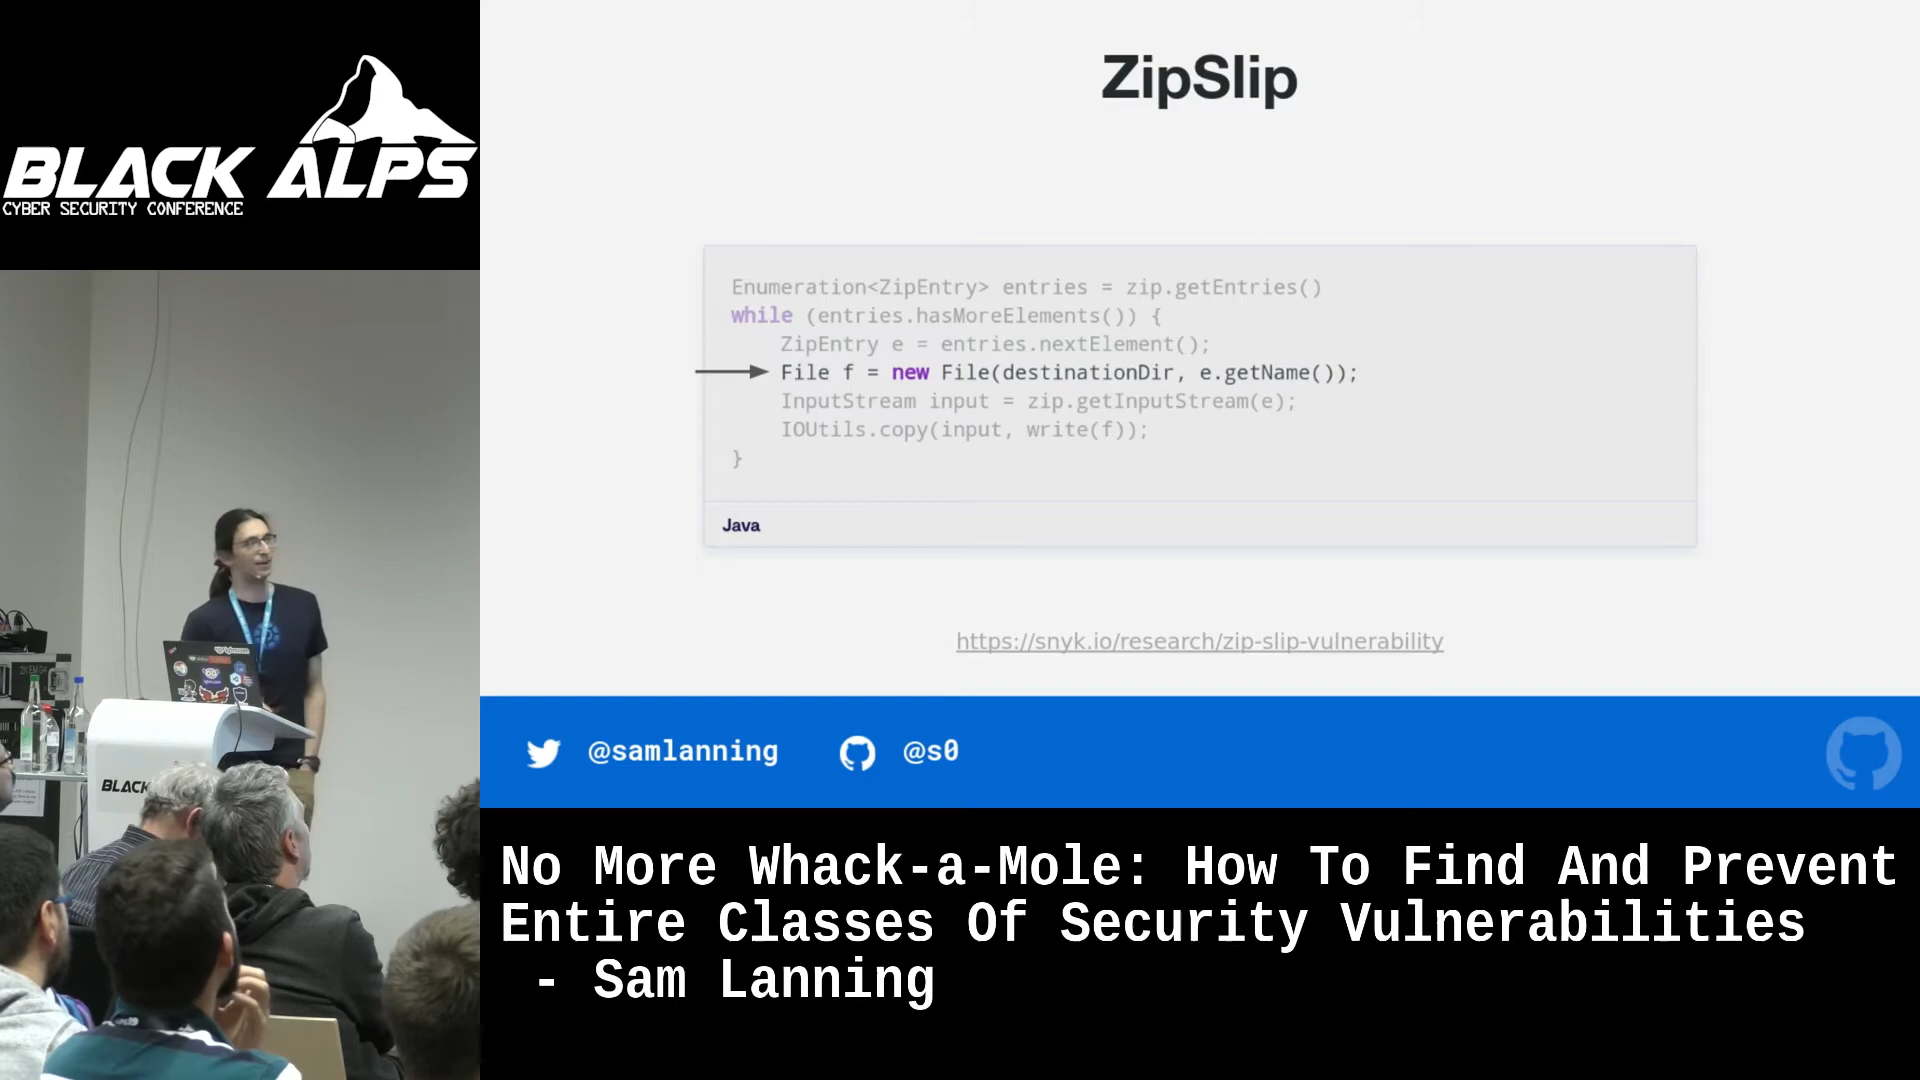 BLACK ALPS
CYBER SECURITY CONFERENCE
ZipSlip
Enumeration<ZipEntry> entries = zip.getEntries()
while (entries.hasMoreElements()) {
ZipEntry e = entries.nextElement();
File f = new File(destinationDir, e.getName());
InputStream input = zip.getInputStream(e);
IOUtils.copy(input, write(f));
}
Java
https://snyk.io/research/zip-slip-vulnerability
@samlanning @s0
BLACK
No More Whack-a-Mole: How To Find And Prevent
Entire Classes Of Security Vulnerabilities
- Sam Lanning